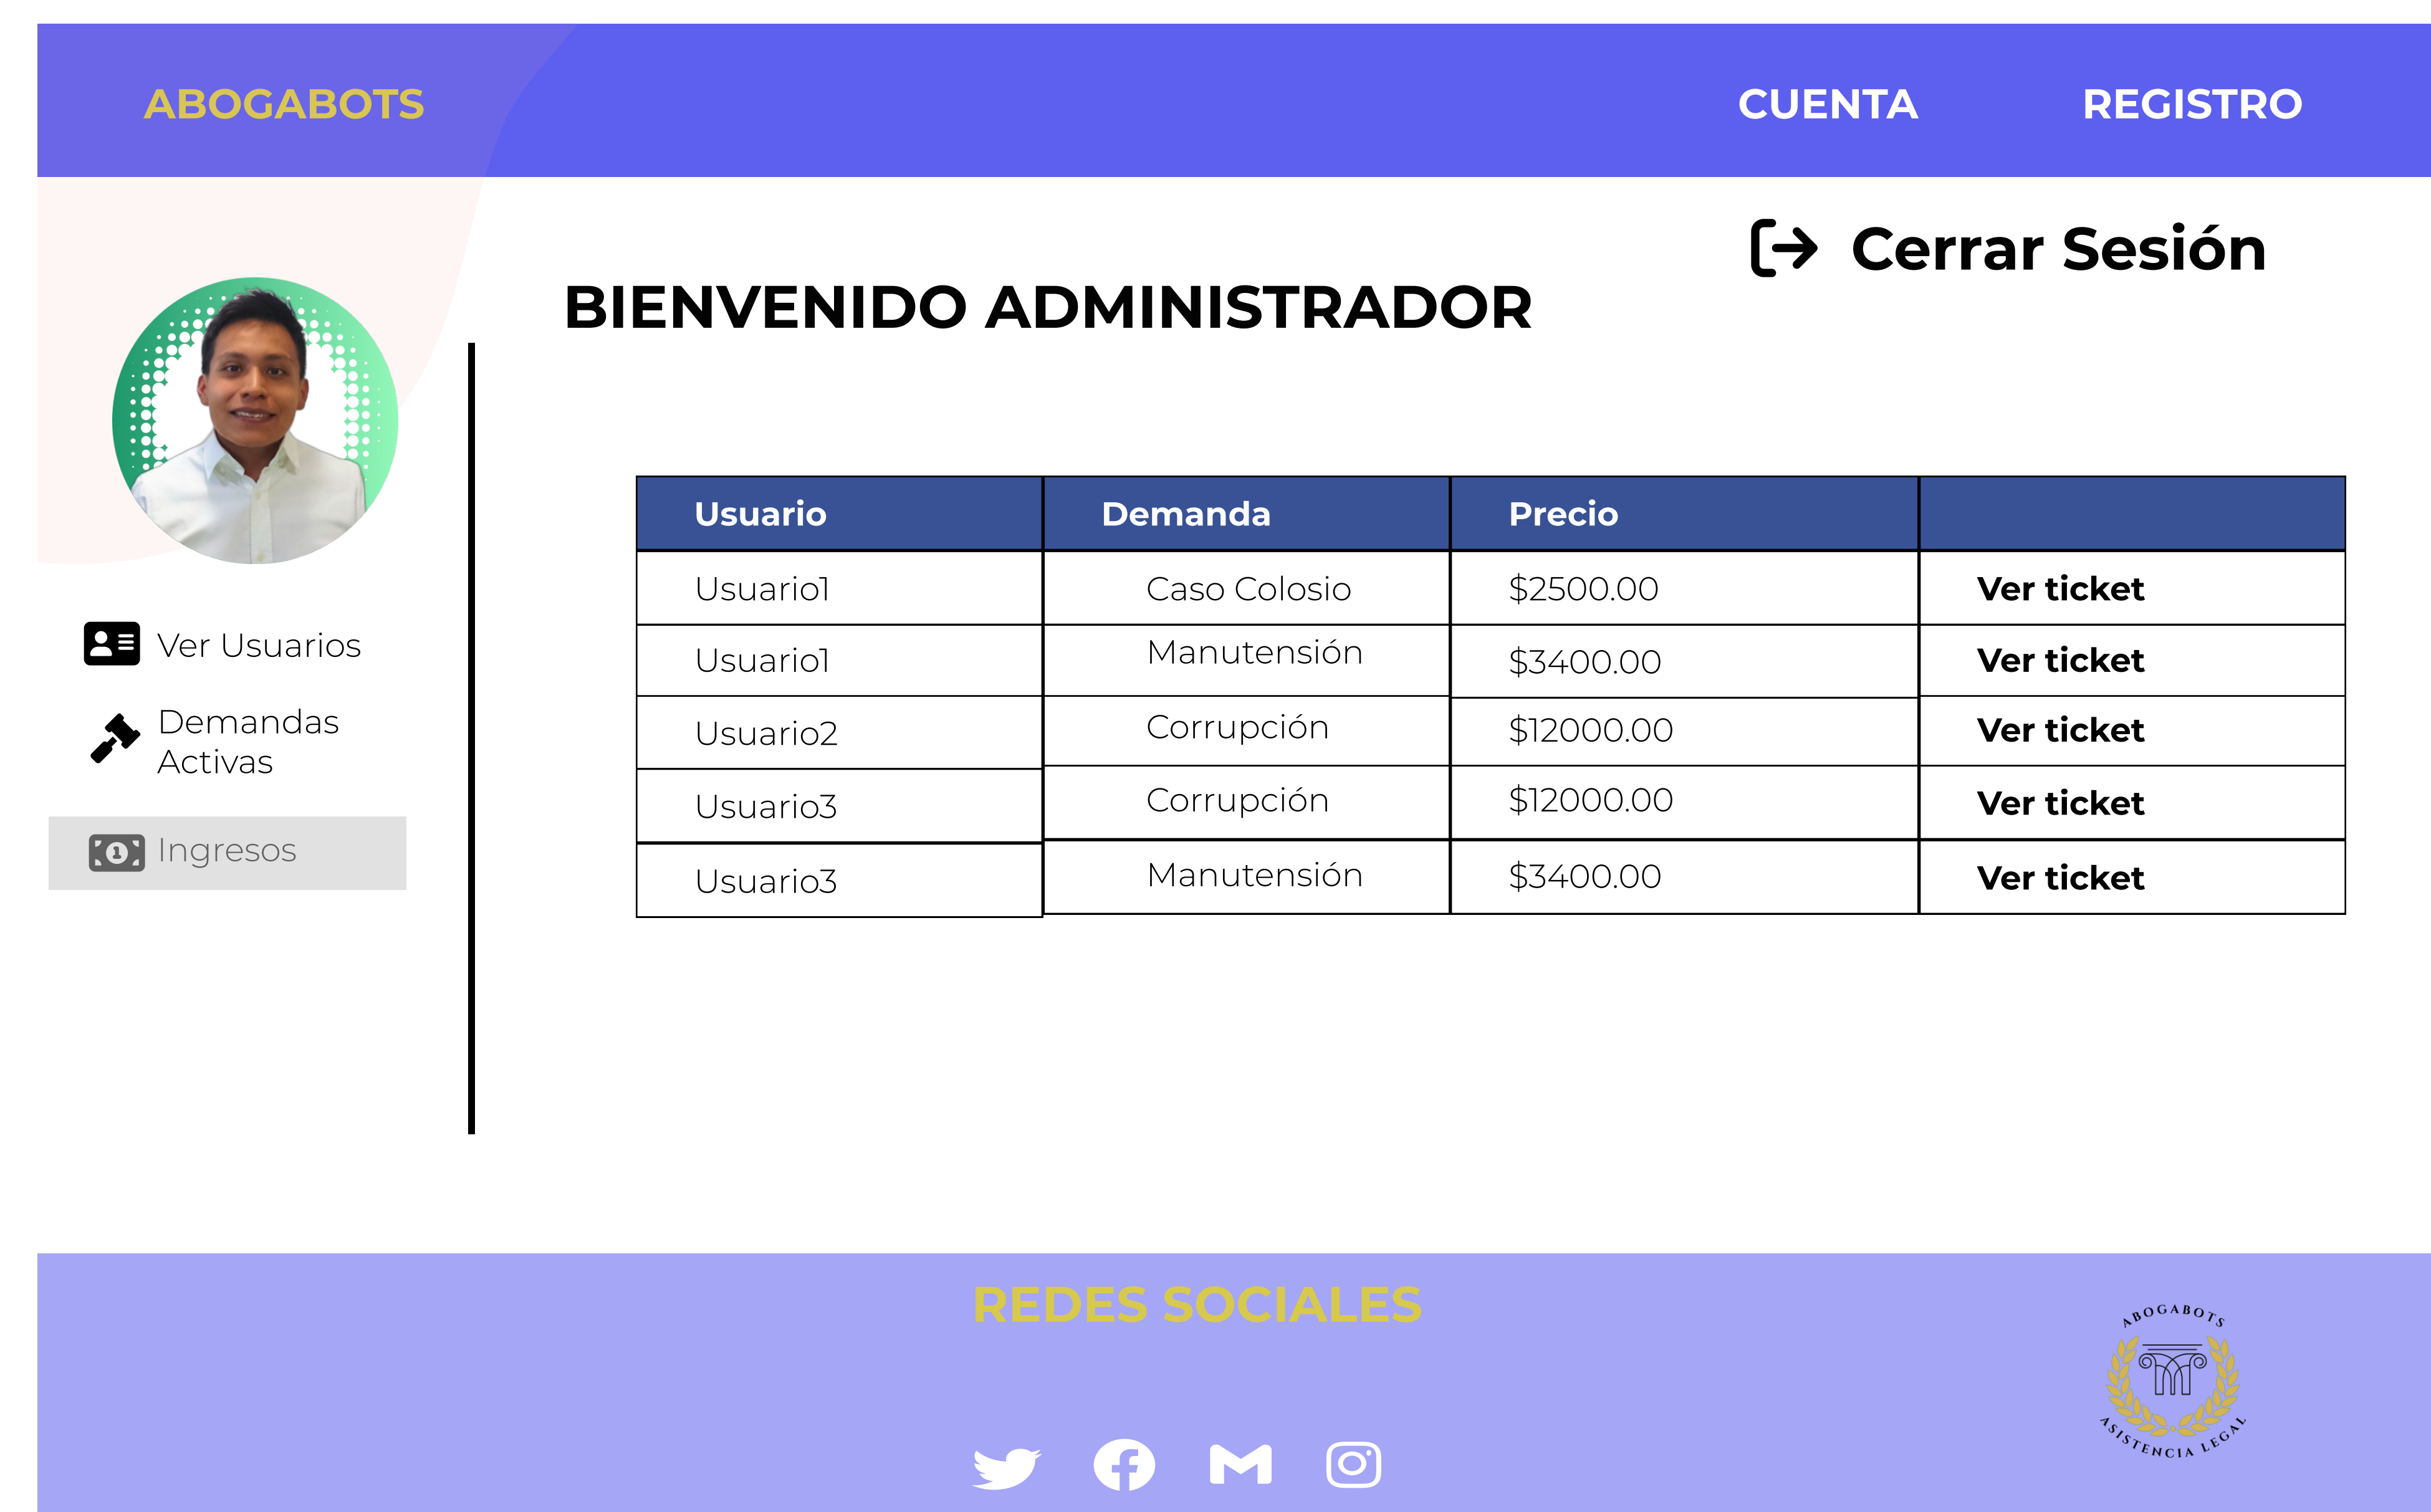 ABOGABOTS CUENTA REGISTRO
Cerrar Sesión
BIENVENIDO ADMINISTRADOR
Ver Usuarios
Demandas
Activas
Ingresos
Usuario Demanda Precio
Usuario1 Caso Colosio $2500.00 Ver ticket
Usuario1 Manutensión $3400.00 Ver ticket
Usuario2 Corrupción $12000.00 Ver ticket
Usuario3 Corrupción $12000.00 Ver ticket
Usuario3 Manutensión $3400.00 Ver ticket
REDES SOCIALES
ABOGABOTS
ASISTENCIA LEGAL